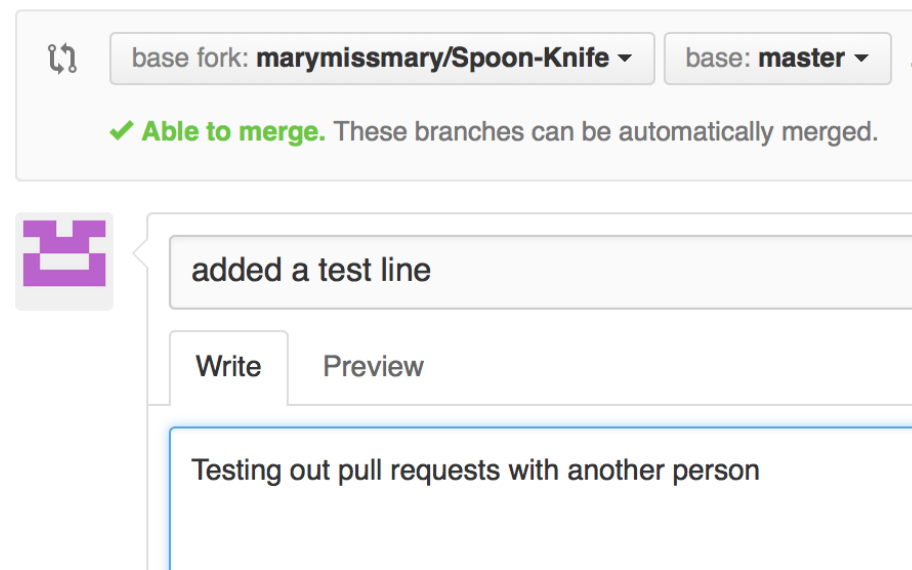 base fork: marymissmary/Spoon-Knife base: master
Able to merge. These branches can be automatically merged.
added a test line
Write Preview
Testing out pull requests with another person